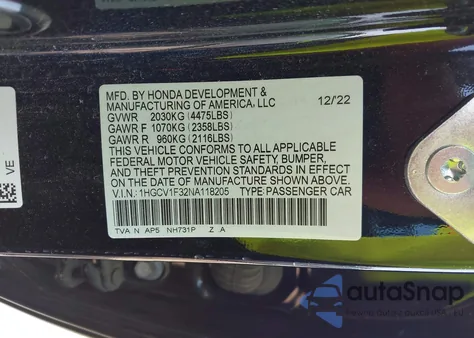 MFD. BY HONDA DEVELOPMENT &
MANUFACTURING OF AMERICA, LLC 12/22
GVWR 2030KG (4475LBS)
GAWR F 1070KG (2358LBS)
GAWR R 960KG (2116LBS)
THIS VEHICLE CONFORMS TO ALL APPLICABLE
FEDERAL MOTOR VEHICLE SAFETY, BUMPER,
AND THEFT PREVENTION STANDARDS IN EFFECT ON
THE DATE OF MANUFACTURE SHOWN ABOVE.
V.I.N.: 1HGCV1F32NA118205 TYPE PASSENGER CAR
TVA N AP5 NH731P Z A
VE
autoSnap